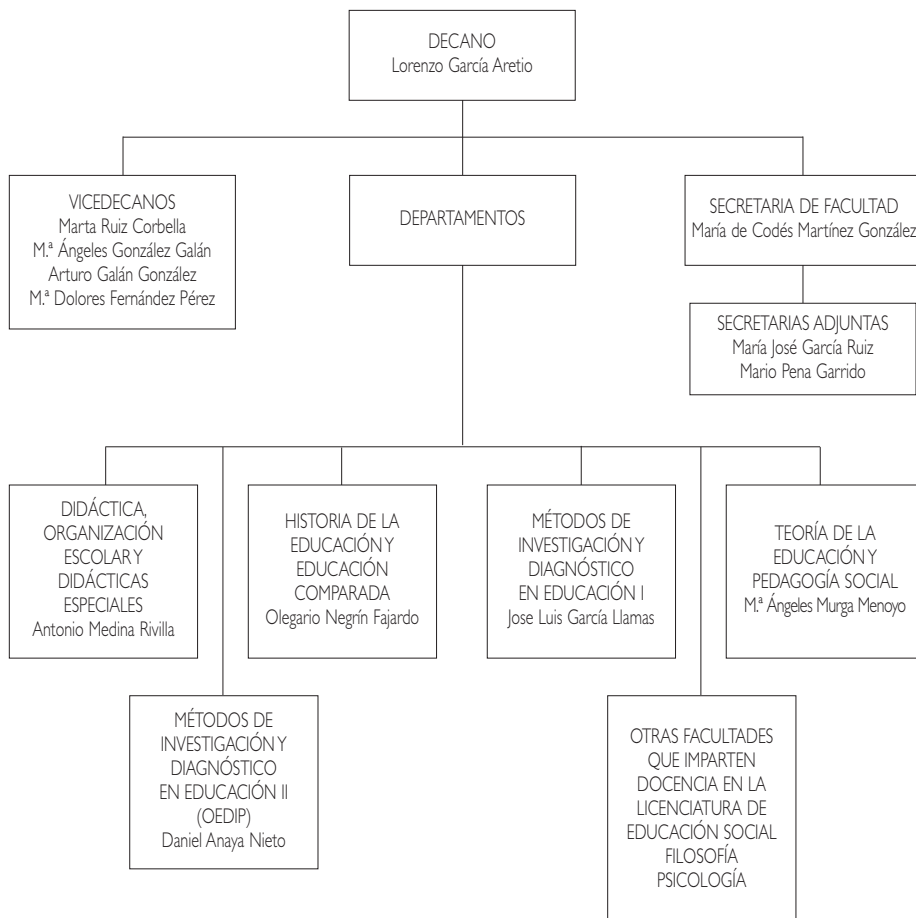 DECANO
Lorenzo García Aretio
VICEDECANOS
Marta Ruiz Corbella
M.ª Ángeles González Galán
Arturo Galán González
M.ª Dolores Fernández Pérez
DEPARTAMENTOS
SECRETARIA DE FACULTAD
María de Codés Martínez González
SECRETARIAS ADJUNTAS
María José García Ruiz
Mario Pena Garrido
DIDÁCTICA,
ORGANIZACIÓN
ESCOLAR Y
DIDÁCTICAS
ESPECIALES
Antonio Medina Rivilla
HISTORIA DE LA
EDUCACIÓN Y
EDUCACIÓN
COMPARADA
Olegario Negrín Fajardo
MÉTODOS DE
INVESTIGACIÓN Y
DIAGNÓSTICO
EN EDUCACIÓN I
Jose Luis García Llamas
TEORÍA DE LA
EDUCACIÓN Y
PEDAGOGÍA SOCIAL
M.ª Ángeles Murga Menoyo
MÉTODOS DE
INVESTIGACIÓN Y
DIAGNÓSTICO
EN EDUCACIÓN II
(OEDIP)
Daniel Anaya Nieto
OTRAS FACULTADES
QUE IMPARTEN
DOCENCIA EN LA
LICENCIATURA DE
EDUCACIÓN SOCIAL
FILOSOFÍA
PSICOLOGÍA